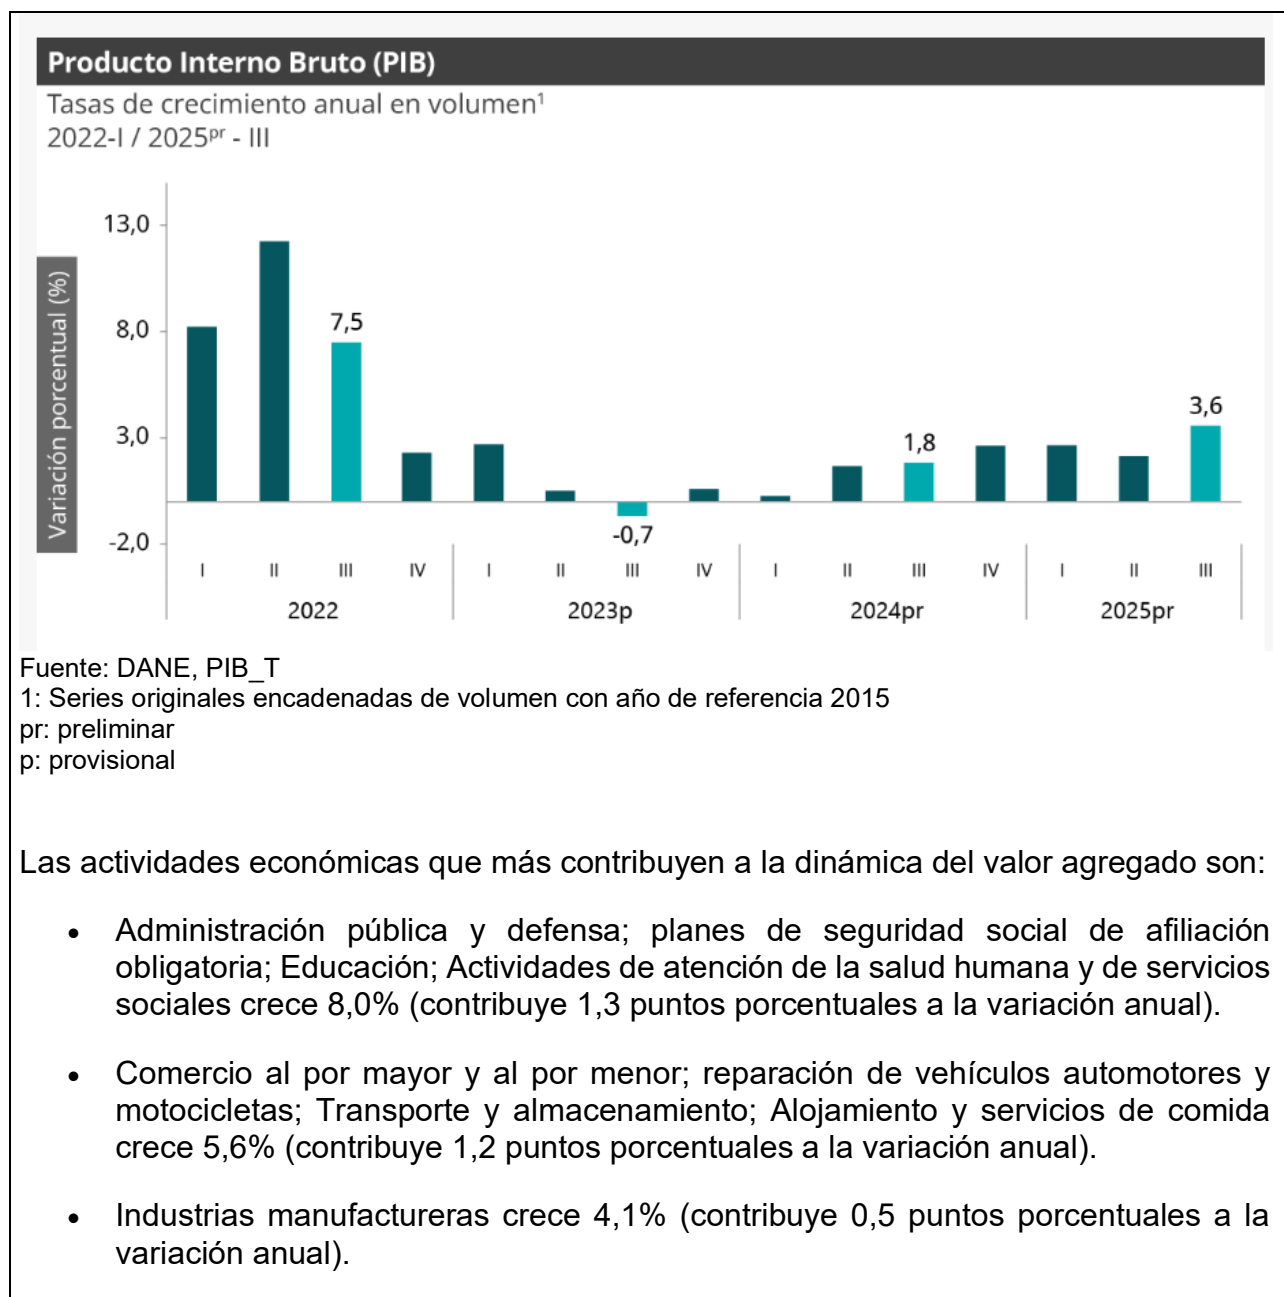 Producto Interno Bruto (PIB)
Tasas de crecimiento anual en volumen¹
2022-I / 2025ᵖʳ - III
Variación porcentual (%)
13,0
8,0
3,0
-2,0
7,5
-0,7
1,8
3,6
I II III IV I II III IV I II III IV I II III
2022 2023p 2024pr 2025pr
Fuente: DANE, PIB_T
1: Series originales encadenadas de volumen con año de referencia 2015
pr: preliminar
p: provisional
Las actividades económicas que más contribuyen a la dinámica del valor agregado son:
• Administración pública y defensa; planes de seguridad social de afiliación
obligatoria; Educación; Actividades de atención de la salud humana y de servicios
sociales crece 8,0% (contribuye 1,3 puntos porcentuales a la variación anual).
• Comercio al por mayor y al por menor; reparación de vehículos automotores y
motocicletas; Transporte y almacenamiento; Alojamiento y servicios de comida
crece 5,6% (contribuye 1,2 puntos porcentuales a la variación anual).
• Industrias manufactureras crece 4,1% (contribuye 0,5 puntos porcentuales a la
variación anual).